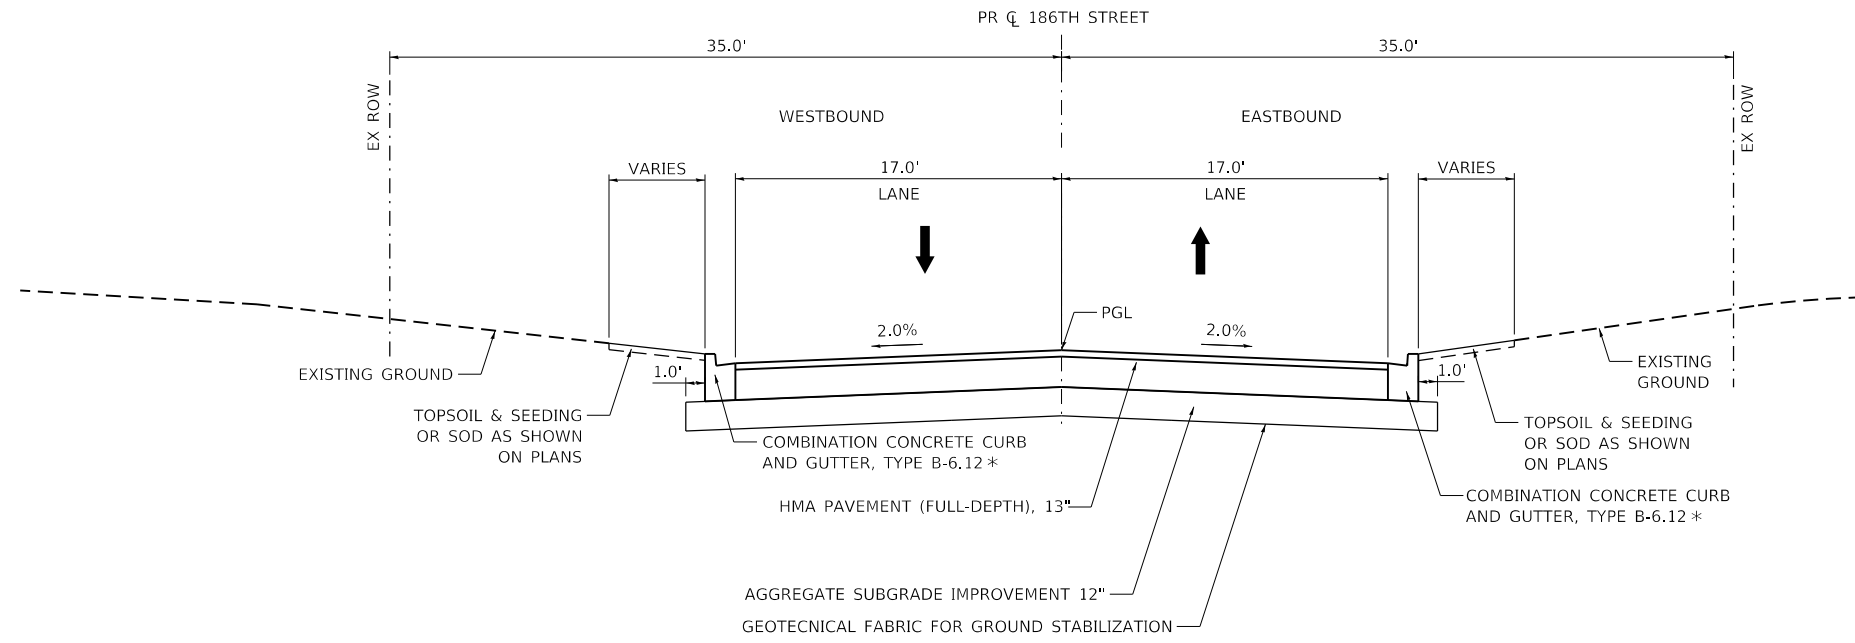 PR ℄ 186TH STREET
35.0'
35.0'
EX ROW
EX ROW
WESTBOUND
EASTBOUND
VARIES
17.0'
17.0'
VARIES
LANE
LANE
PGL
2.0%
2.0%
EXISTING GROUND
1.0'
1.0'
EXISTING
GROUND
TOPSOIL & SEEDING
OR SOD AS SHOWN
ON PLANS
COMBINATION CONCRETE CURB
AND GUTTER, TYPE B-6.12 *
TOPSOIL & SEEDING
OR SOD AS SHOWN
ON PLANS
HMA PAVEMENT (FULL-DEPTH), 13"
COMBINATION CONCRETE CURB
AND GUTTER, TYPE B-6.12 *
AGGREGATE SUBGRADE IMPROVEMENT 12"
GEOTECNICAL FABRIC FOR GROUND STABILIZATION